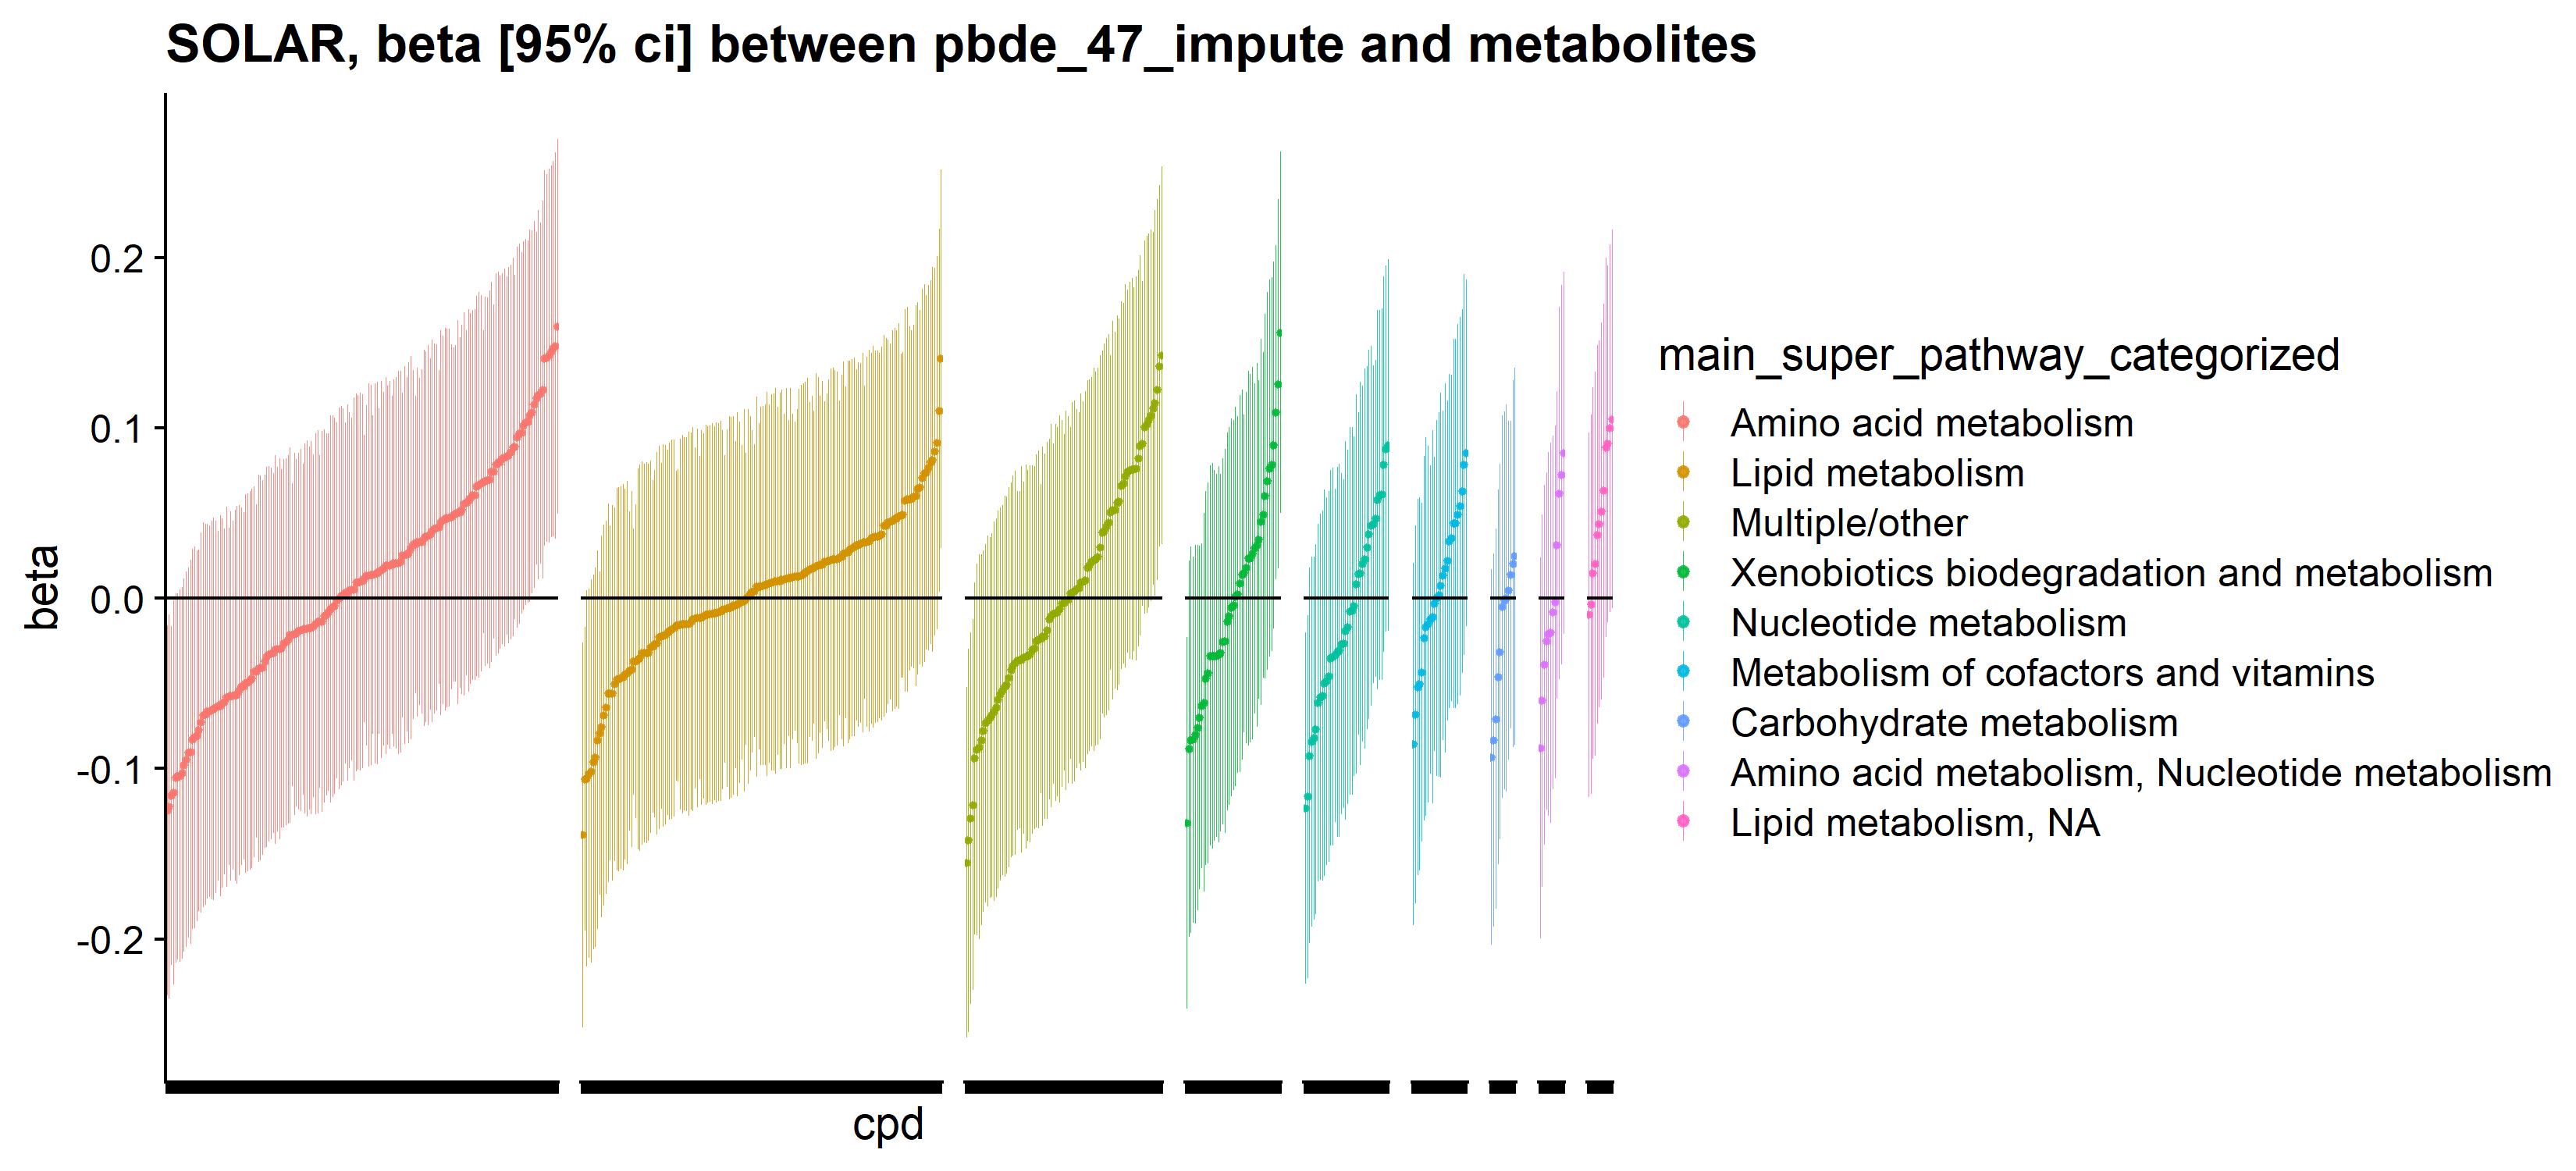 SOLAR, beta [95% ci] between pbde_47_impute and metabolites
beta
0.2
0.1
0.0
-0.1
-0.2
cpd
main_super_pathway_categorized
Amino acid metabolism
Lipid metabolism
Multiple/other
Xenobiotics biodegradation and metabolism
Nucleotide metabolism
Metabolism of cofactors and vitamins
Carbohydrate metabolism
Amino acid metabolism, Nucleotide metabolism
Lipid metabolism, NA